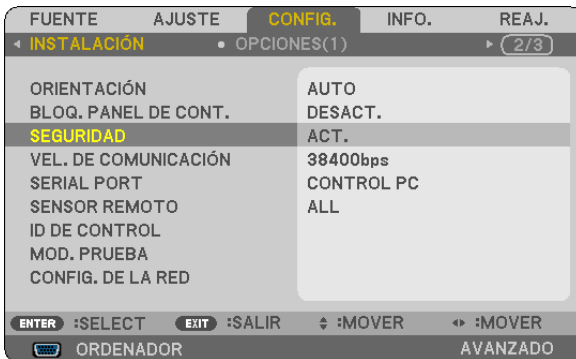 FUENTE AJUSTE CONFIG. INFO. REAJ.
INSTALACIÓN • OPCIONES(1) 2/3
ORIENTACIÓN AUTO
BLOQ. PANEL DE CONT. DESACT.
SEGURIDAD ACT.
VEL. DE COMUNICACIÓN 38400bps
SERIAL PORT CONTROL PC
SENSOR REMOTO ALL
ID DE CONTROL
MOD. PRUEBA
CONFIG. DE LA RED
ENTER :SELECT EXIT :SALIR :MOVER :MOVER
ORDENADOR AVANZADO